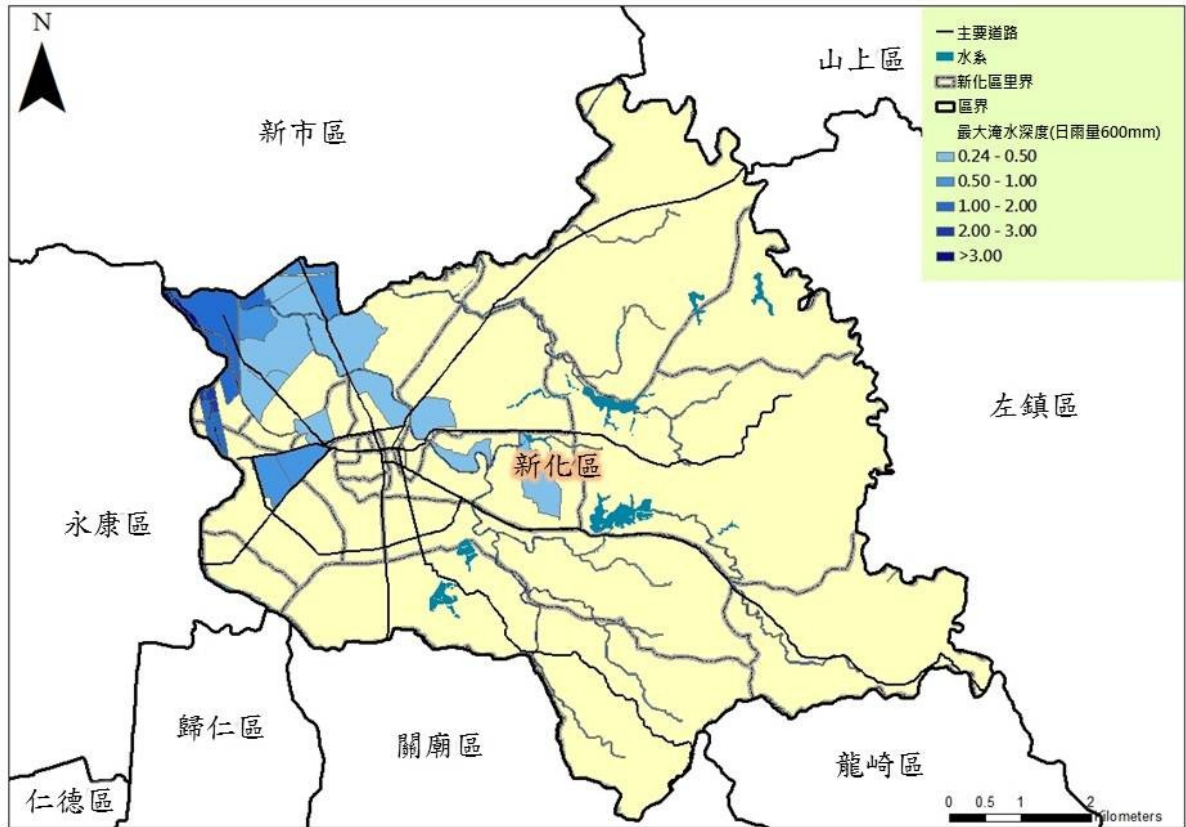 N
主要道路
水系
新化區里界
區界
最大淹水深度(日雨量600mm)
0.24 - 0.50
0.50 - 1.00
1.00 - 2.00
2.00 - 3.00
>3.00
山上區
新市區
左鎮區
新化區
永康區
歸仁區
關廟區
龍崎區
仁德區
0 0.5 1 2
Kilometers